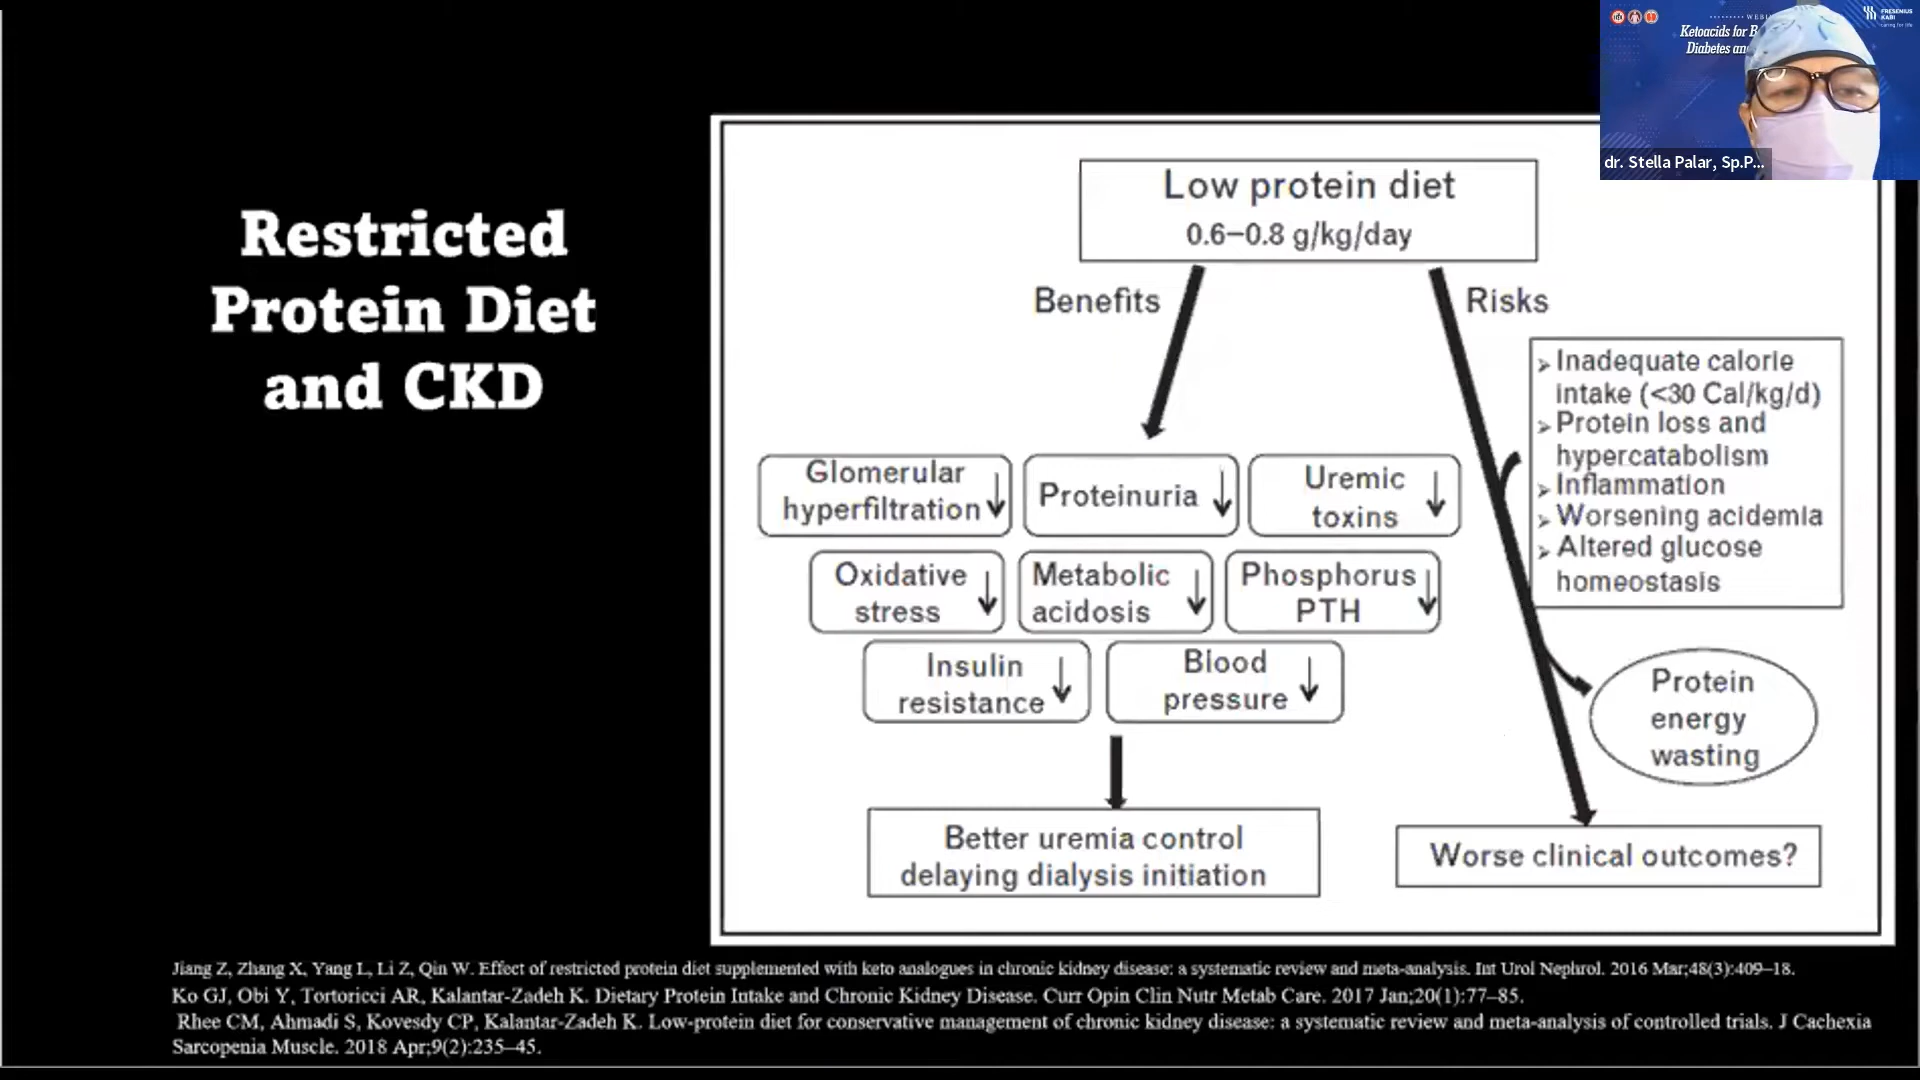 Restricted
Protein Diet
and CKD
Low protein diet
0.6–0.8 g/kg/day
Benefits
Risks
Glomerular
hyperfiltration
Proteinuria
Uremic
toxins
Oxidative
stress
Metabolic
acidosis
Phosphorus
PTH
Insulin
resistance
Blood
pressure
Better uremia control
delaying dialysis initiation
Inadequate calorie
intake (<30 Cal/kg/d)
Protein loss and
hypercatabolism
Inflammation
Worsening acidemia
Altered glucose
homeostasis
Protein
energy
wasting
Worse clinical outcomes?
Jiang Z, Zhang X, Yang L, Li Z, Qin W. Effect of restricted protein diet supplemented with keto analogues in chronic kidney disease: a systematic review and meta-analysis. Int Urol Nephrol. 2016 Mar;48(3):409–18.
Ko GJ, Obi Y, Tortoricci AR, Kalantar-Zadeh K. Dietary Protein Intake and Chronic Kidney Disease. Curr Opin Clin Nutr Metab Care. 2017 Jan;20(1):77–85.
Rhee CM, Ahmadi S, Kovesdy CP, Kalantar-Zadeh K. Low-protein diet for conservative management of chronic kidney disease: a systematic review and meta-analysis of controlled trials. J Cachexia
Sarcopenia Muscle. 2018 Apr;9(2):235–45.
Ketoacids for
Diabetes
FRESENIUS
KABI
caring for life
dr. Stella Palar, Sp.P...